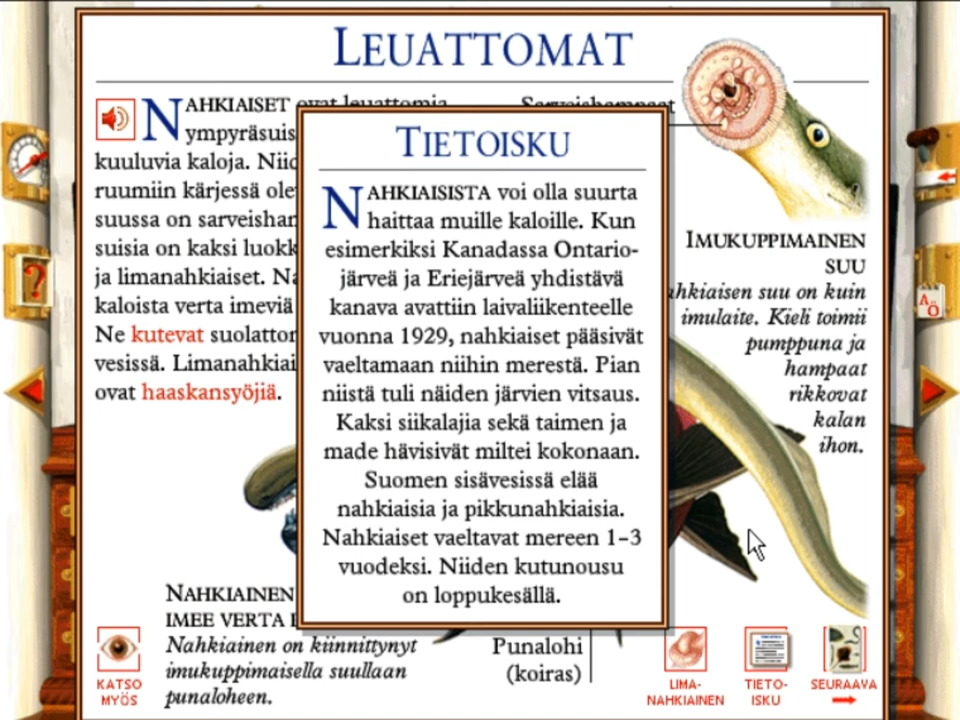 LEUATTOMAT
NAHKIAISET ovat leuattomia
ympyräsuis
kuuluvia kaloja. Niid
ruumiin kärjessä ole
suussa on sarveishan
suisia on kaksi luokk
ja limanahkiaiset. Na
kaloista verta imeviä
Ne kutevat suolattom
vesissä. Limanahkiai
ovat haaskansyöjiä.
Sarveishampaat
TIETOISKU
NAHKIAISISTA voi olla suurta
haittaa muille kaloille. Kun
esimerkiksi Kanadassa Ontario-
järveä ja Eriejärveä yhdistävä
kanava avattiin laivaliikenteelle
vuonna 1929, nahkiaiset pääsivät
vaeltamaan niihin merestä. Pian
niistä tuli näiden järvien vitsaus.
Kaksi siikalajia sekä taimen ja
made hävisivät miltei kokonaan.
Suomen sisävesissä elää
nahkiaisia ja pikkunahkiaisia.
Nahkiaiset vaeltavat mereen 1–3
vuodeksi. Niiden kutunousu
on loppukesällä.
IMUKUPPIMAINEN
SUU
ahkiaisen suu on kuin
imulaite. Kieli toimii
pumppuna ja
hampaat
rikkovat
kalan
ihon.
NAHKIAINEN
IMEE VERTA
Nahkiainen on kiinnittynyt
imukuppimaisella suullaan
punaloheen.
Punalohi
(koiras)
KATSO
MYÖS
LIMA-
NAHKIAINEN
TIETO-
ISKU
SEURAAVA
?
AÖ